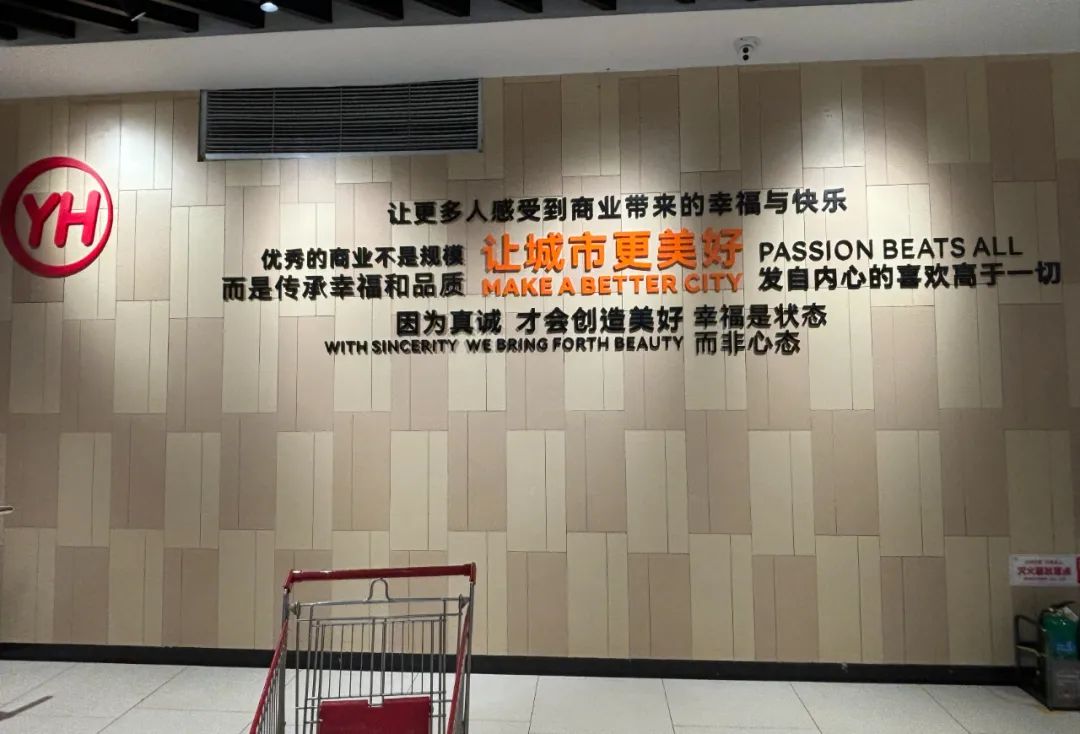 YH
让更多人感受到商业带来的幸福与快乐
优秀的商业不是规模
而是传承幸福和品质
让城市更美好
MAKE A BETTER CITY
PASSION BEATS ALL
发自内心的喜欢高于一切
因为真诚 才会创造美好
WITH SINCERITY WE BRING FORTH BEAUTY
幸福是状态
而非心态